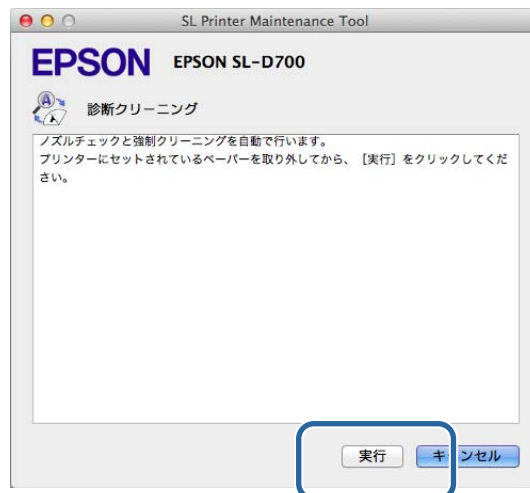 SL Printer Maintenance Tool
EPSON EPSON SL-D700
診断クリーニング
ノズルチェックと強制クリーニングを自動で行います。
プリンターにセットされているペーパーを取り外してから、［実行］をクリックしてくだ
さい。
実行 キャンセル